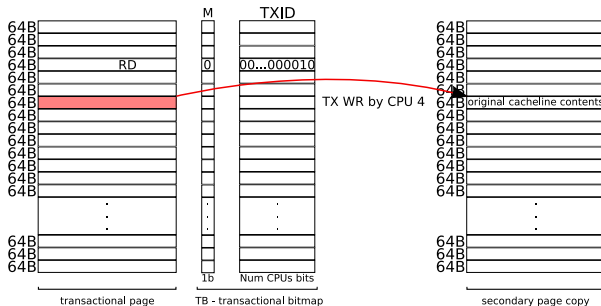 M TXID
64B 64B
64B 64B
64B 64B
64B RD 0 00...000010 64B
64B 64B
64B 64B
64B TX WR by CPU 4 64B original cacheline contents
64B 64B
64B 64B
64B 64B
64B 64B
64B 64B
64B 64B
64B 64B
64B 64B
64B 64B
64B 64B
1b Num CPUs bits
transactional page TB - transactional bitmap secondary page copy